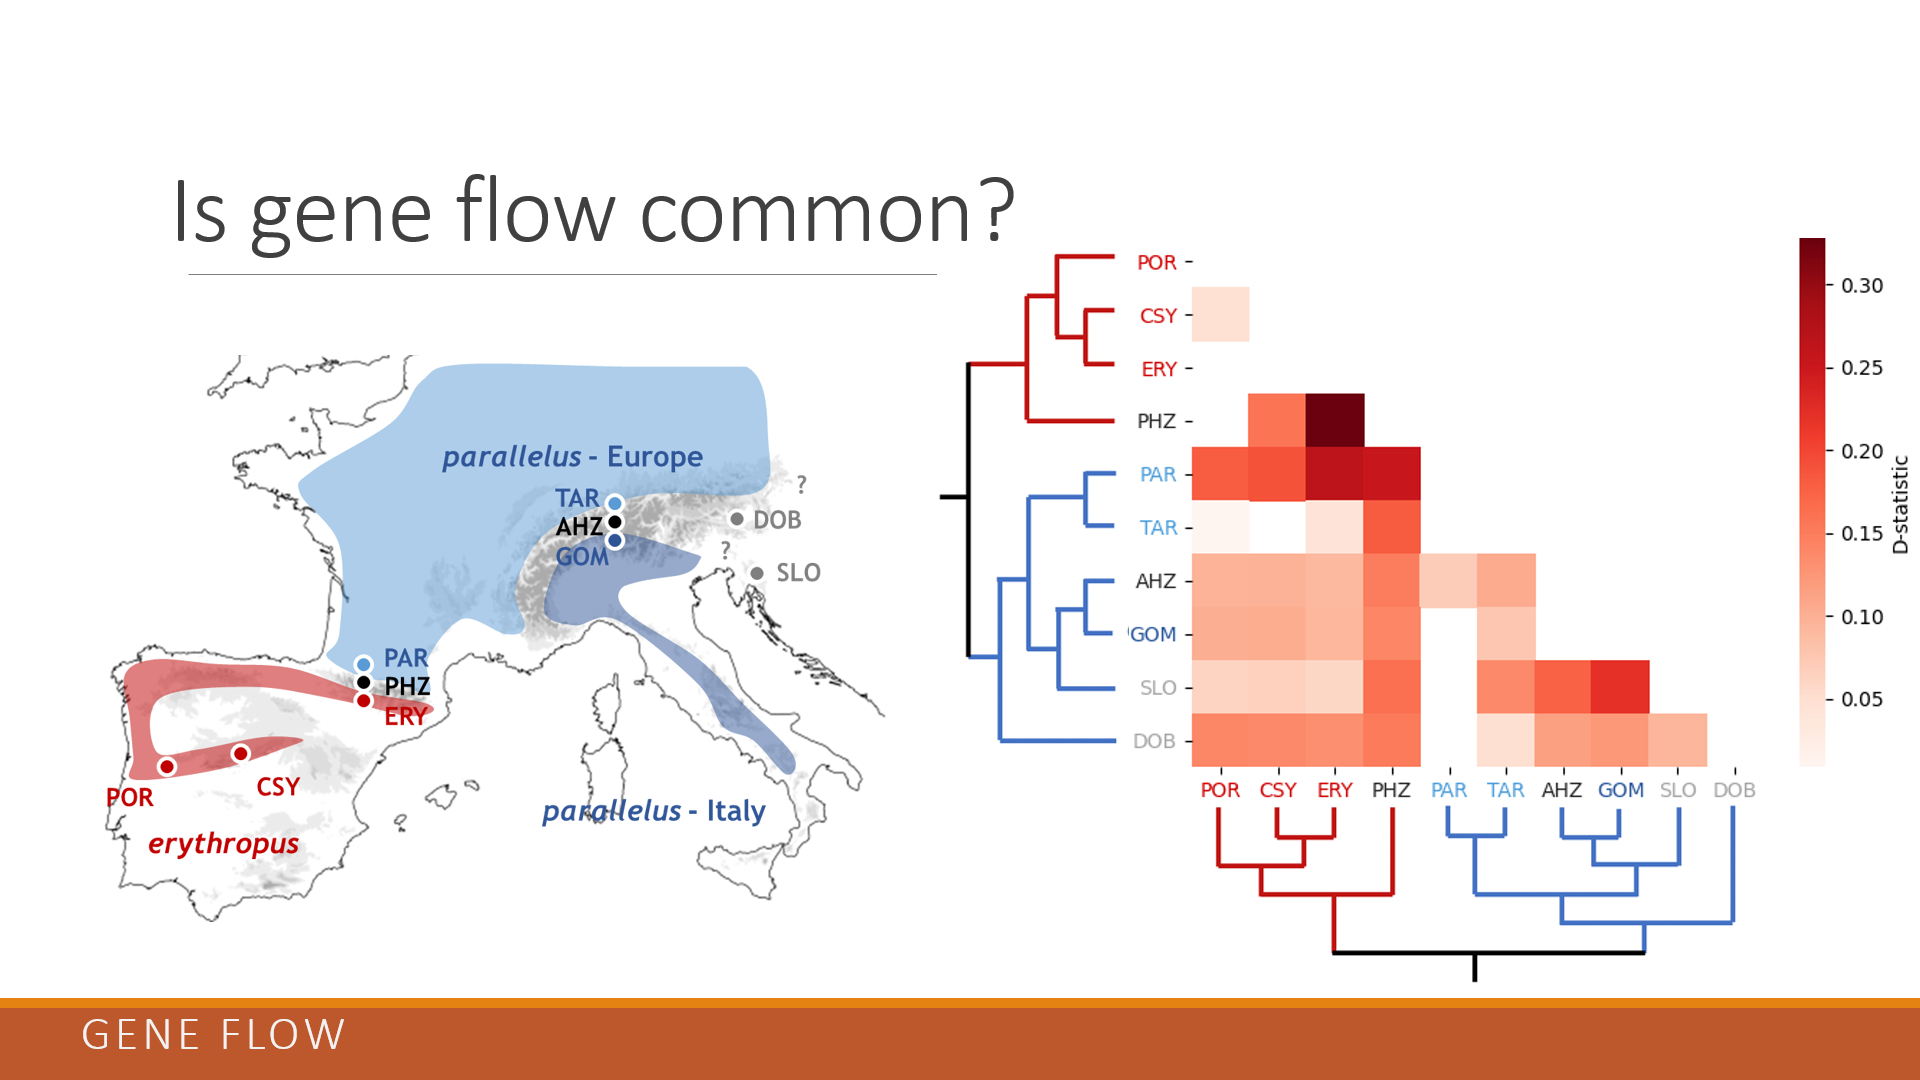 Is gene flow common?
parallelus - Europe
TAR
AHZ
GOM
?
DOB
?
SLO
PAR
PHZ
ERY
POR
CSY
erythropus
parallelus - Italy
POR
CSY
ERY
PHZ
PAR
TAR
AHZ
GOM
SLO
DOB
POR CSY ERY PHZ PAR TAR AHZ GOM SLO DOB
0.30
0.25
0.20
0.15
0.10
0.05
D-statistic
GENE FLOW